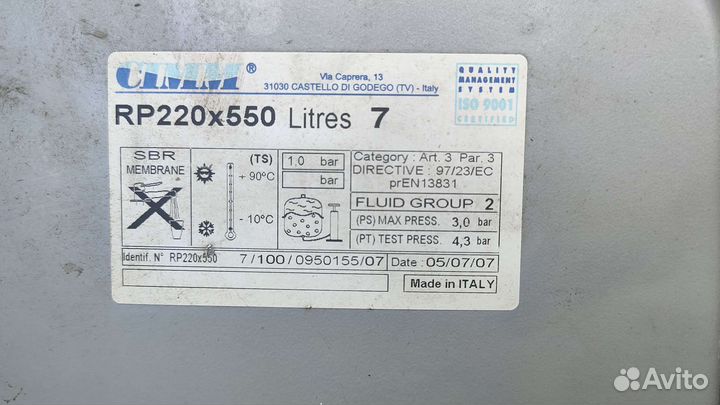 CIMM®
Via Caprera, 13
31030 CASTELLO DI GODEGO (TV) - Italy
QUALITY
MANAGEMENT
SYSTEM
ISO 9001
CERTIFIED
RP220x550 Litres 7
SBR
MEMBRANE
(TS)
+ 90°C
- 10°C
1.0 bar
bar
Category : Art. 3 Par. 3
DIRECTIVE : 97/23/EC
prEN13831
FLUID GROUP 2
(PS) MAX PRESS. 3,0 bar
(PT) TEST PRESS. 4,3 bar
Identif. N° RP220x550 7/100/0950155/07
Date : 05/07/07
Made in ITALY
Avito